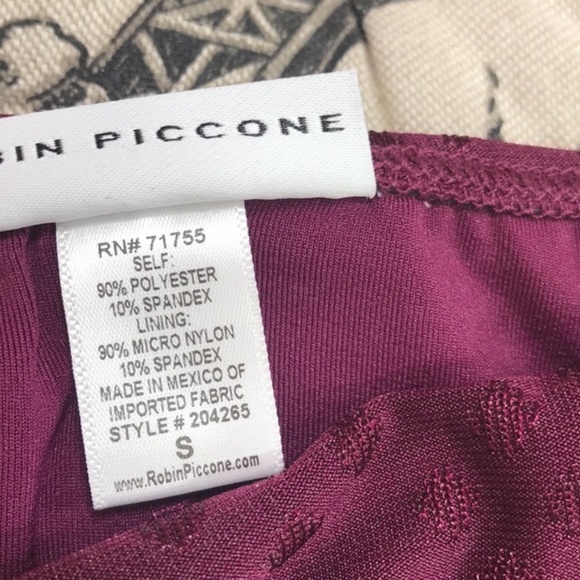 BIN PICCONE
RN# 71755
SELF:
90% POLYESTER
10% SPANDEX
LINING:
90% MICRO NYLON
10% SPANDEX
MADE IN MEXICO OF
IMPORTED FABRIC
STYLE # 204265
S
www.RobinPiccone.com